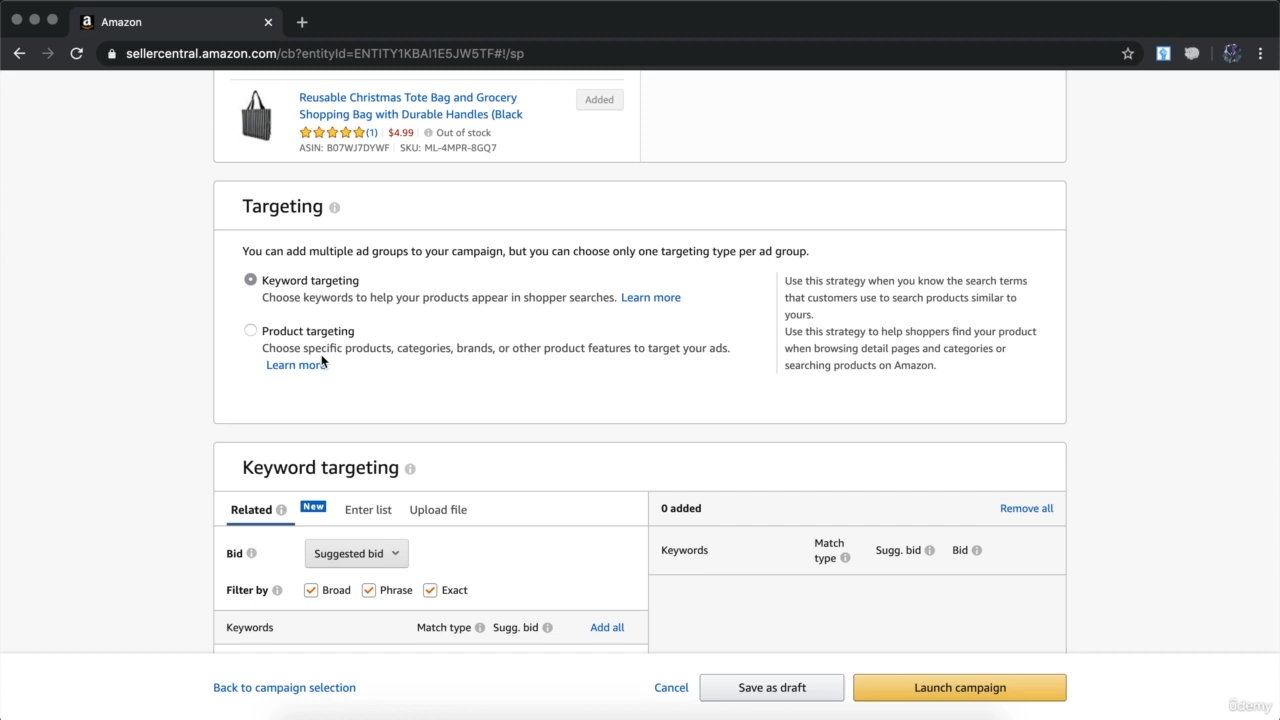 Amazon
sellercentral.amazon.com/cb?entityId=ENTITY1KBAI1E5JW5TF#!/sp
Reusable Christmas Tote Bag and Grocery
Shopping Bag with Durable Handles (Black
Added
(1) $4.99 Out of stock
ASIN: B07WJ7DYWF SKU: ML-4MPR-8GQ7
Targeting
You can add multiple ad groups to your campaign, but you can choose only one targeting type per ad group.
Keyword targeting
Choose keywords to help your products appear in shopper searches. Learn more
Product targeting
Choose specific products, categories, brands, or other product features to target your ads.
Learn more
Use this strategy when you know the search terms
that customers use to search products similar to
yours.
Use this strategy to help shoppers find your product
when browsing detail pages and categories or
searching products on Amazon.
Keyword targeting
Related New Enter list Upload file
Bid Suggested bid
Filter by Broad Phrase Exact
Keywords Match type Sugg. bid Add all
0 added Remove all
Keywords Match type Sugg. bid Bid
Back to campaign selection Cancel Save as draft Launch campaign
ûdemy